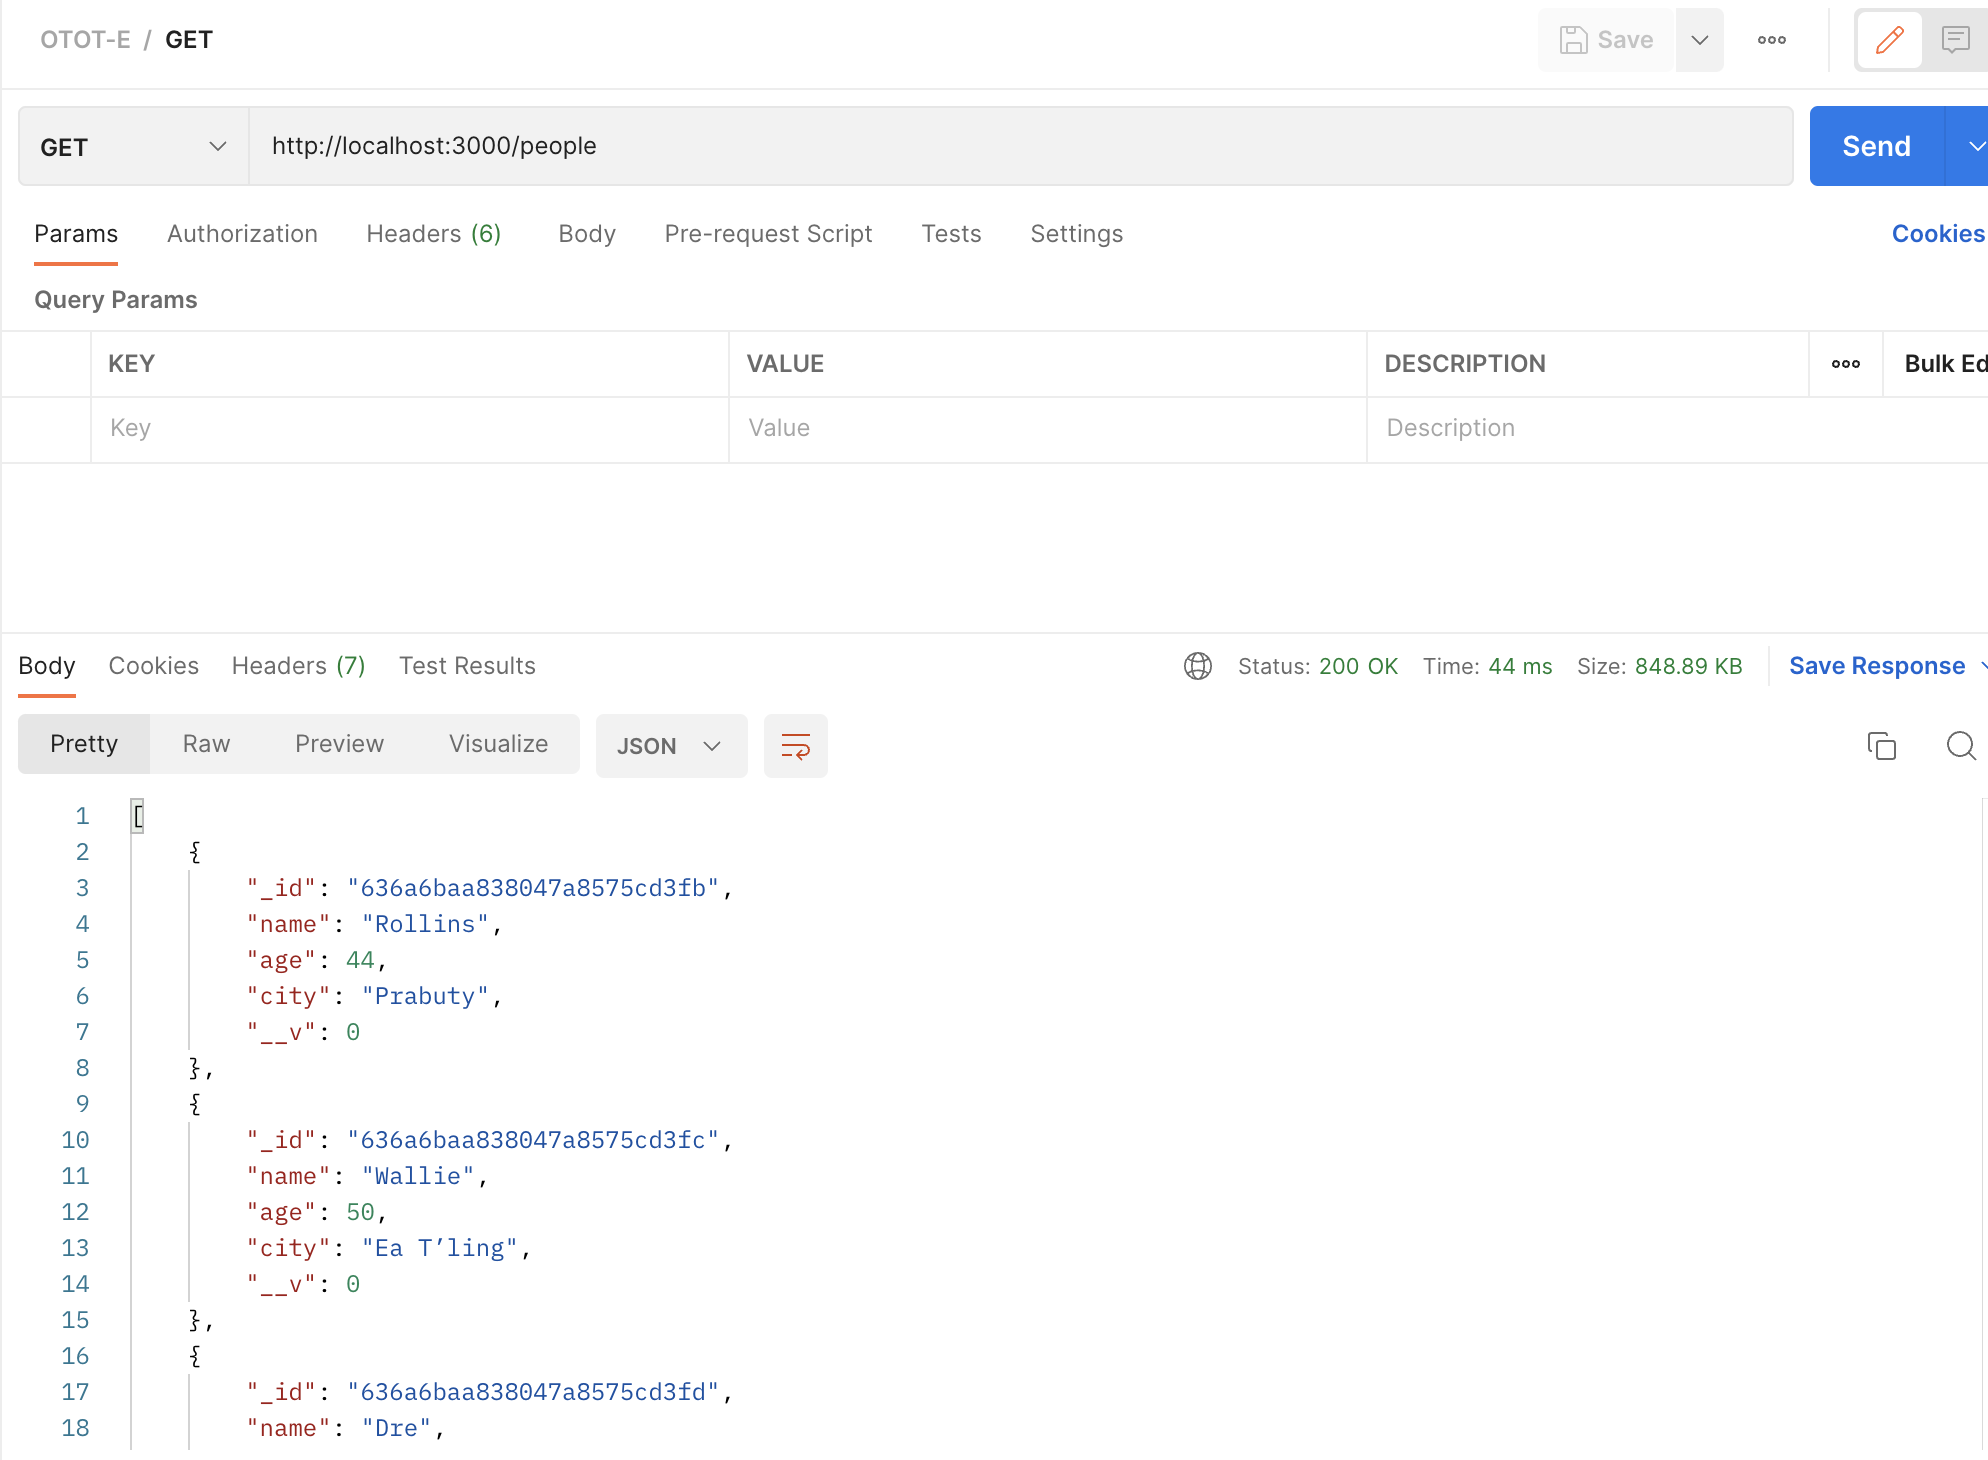 OTOT-E / GET
Save
GET
http://localhost:3000/people
Send
Params Authorization Headers (6) Body Pre-request Script Tests Settings Cookies
Query Params
KEY VALUE DESCRIPTION Bulk Ed
Key Value Description
Body Cookies Headers (7) Test Results Status: 200 OK Time: 44 ms Size: 848.89 KB Save Response
Pretty Raw Preview Visualize JSON
1 [
2 {
3 "_id": "636a6baa838047a8575cd3fb",
4 "name": "Rollins",
5 "age": 44,
6 "city": "Prabuty",
7 "__v": 0
8 },
9 {
10 "_id": "636a6baa838047a8575cd3fc",
11 "name": "Wallie",
12 "age": 50,
13 "city": "Ea T’ling",
14 "__v": 0
15 },
16 {
17 "_id": "636a6baa838047a8575cd3fd",
18 "name": "Dre",